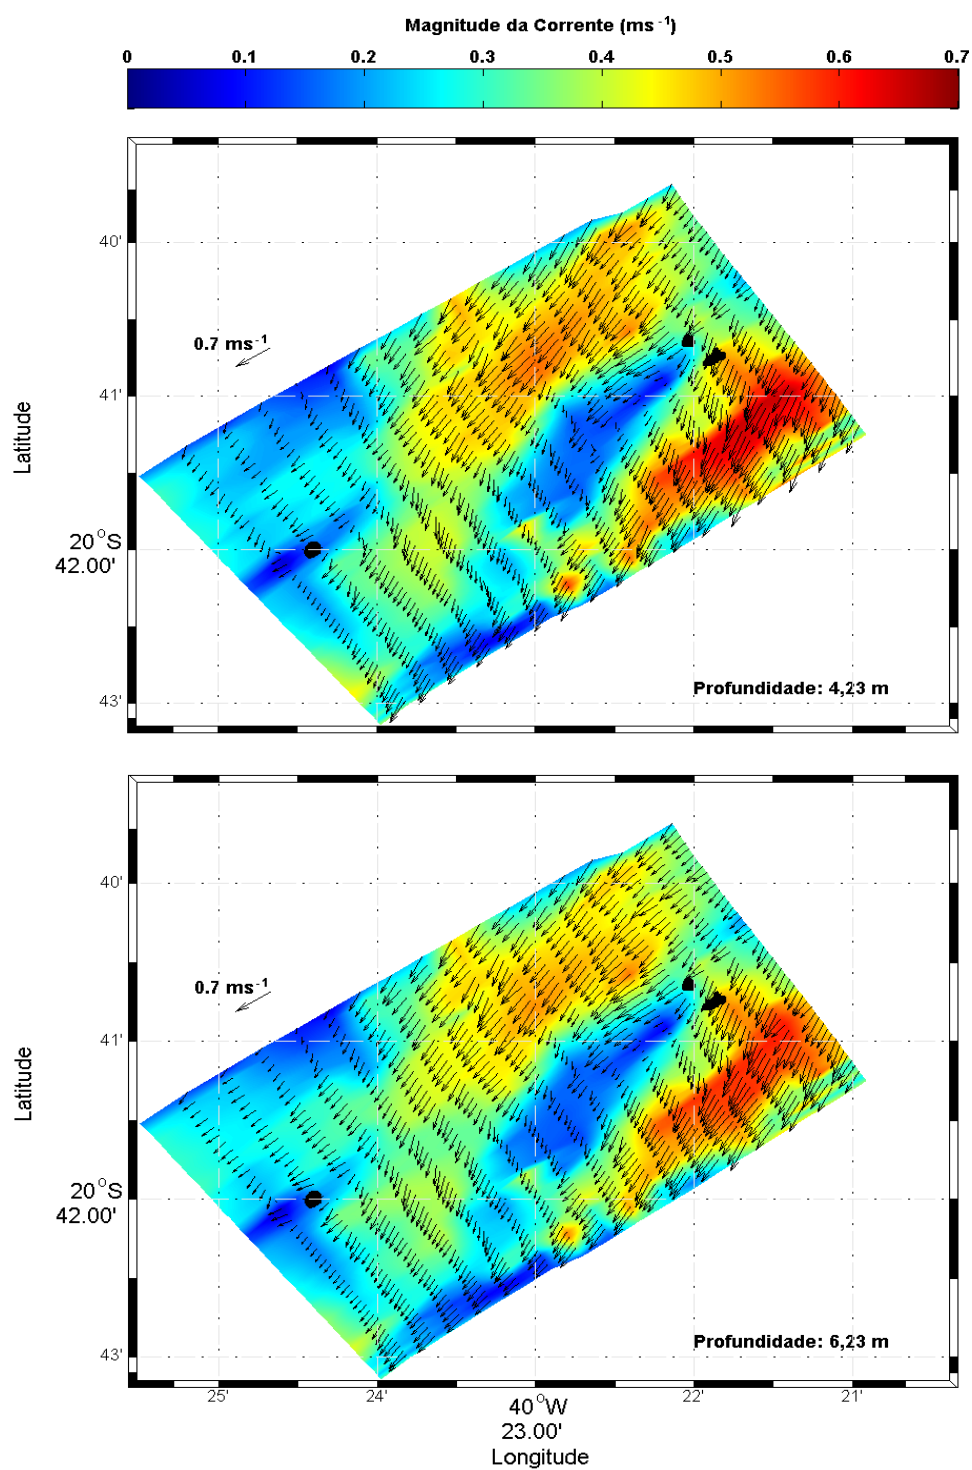 Magnitude da Corrente (ms⁻¹)
0 0.1 0.2 0.3 0.4 0.5 0.6 0.7
40'
0.7 ms⁻¹
41'
Latitude
20°S
42.00'
43'
Profundidade: 4,23 m
40'
0.7 ms⁻¹
41'
Latitude
20°S
42.00'
43'
Profundidade: 6,23 m
25' 24' 22' 21'
40°W
23.00'
Longitude